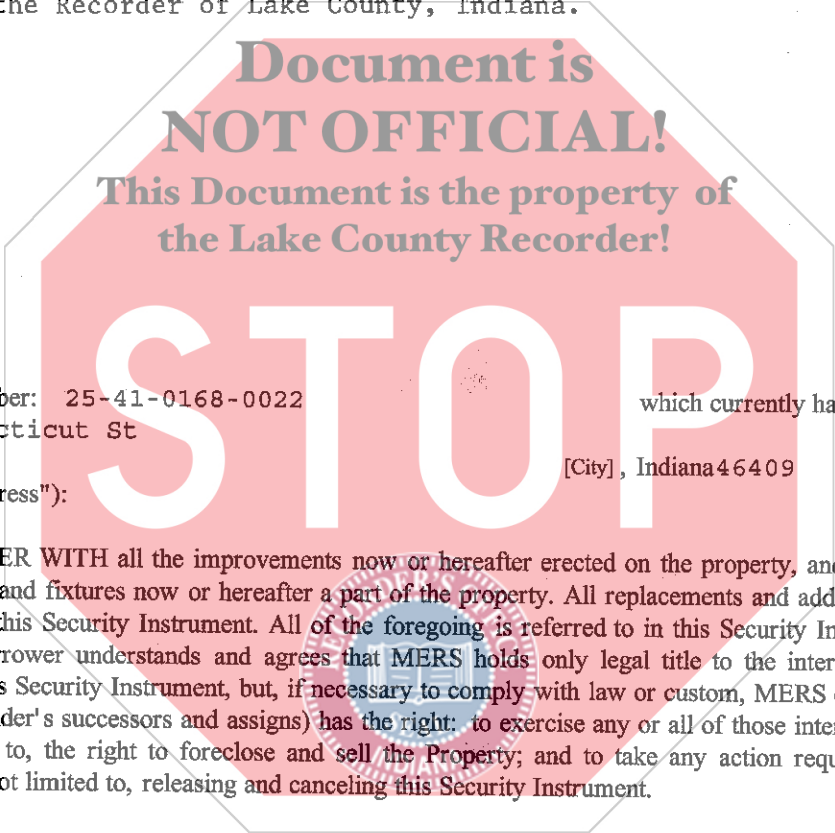 the Recorder of Lake County, Indiana.
Document is
NOT OFFICIAL!
This Document is the property of
the Lake County Recorder!
STOP
ber: 25-41-0168-0022 which currently ha
cticut St
[City] , Indiana 46409
ress"):
ER WITH all the improvements now or hereafter erected on the property, and
and fixtures now or hereafter a part of the property. All replacements and add
this Security Instrument. All of the foregoing is referred to in this Security In
rower understands and agrees that MERS holds only legal title to the inter
s Security Instrument, but, if necessary to comply with law or custom, MERS
der's successors and assigns) has the right: to exercise any or all of those inter
to, the right to foreclose and sell the Property; and to take any action requ
ot limited to, releasing and canceling this Security Instrument.
INDIANA